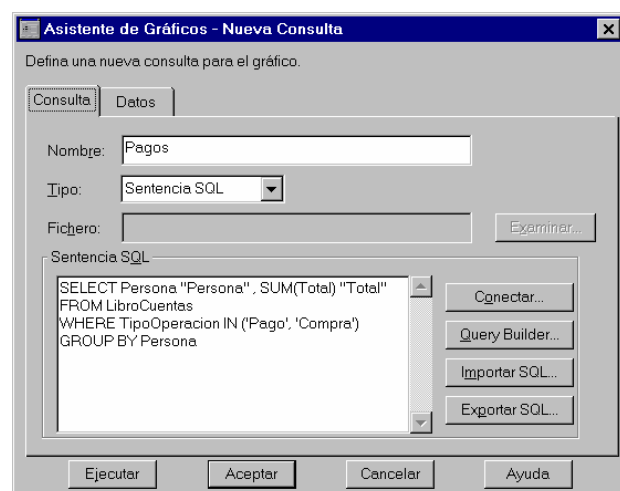 Asistente de Gráficos - Nueva Consulta
Defina una nueva consulta para el gráfico.
Consulta Datos
Nombre: Pagos
Tipo: Sentencia SQL
Fichero: Examinar...
Sentencia SQL
SELECT Persona "Persona" , SUM(Total) "Total"
FROM LibroCuentas
WHERE TipoOperacion IN ('Pago', 'Compra')
GROUP BY Persona
Conectar...
Query Builder...
Importar SQL...
Exportar SQL...
Ejecutar Aceptar Cancelar Ayuda